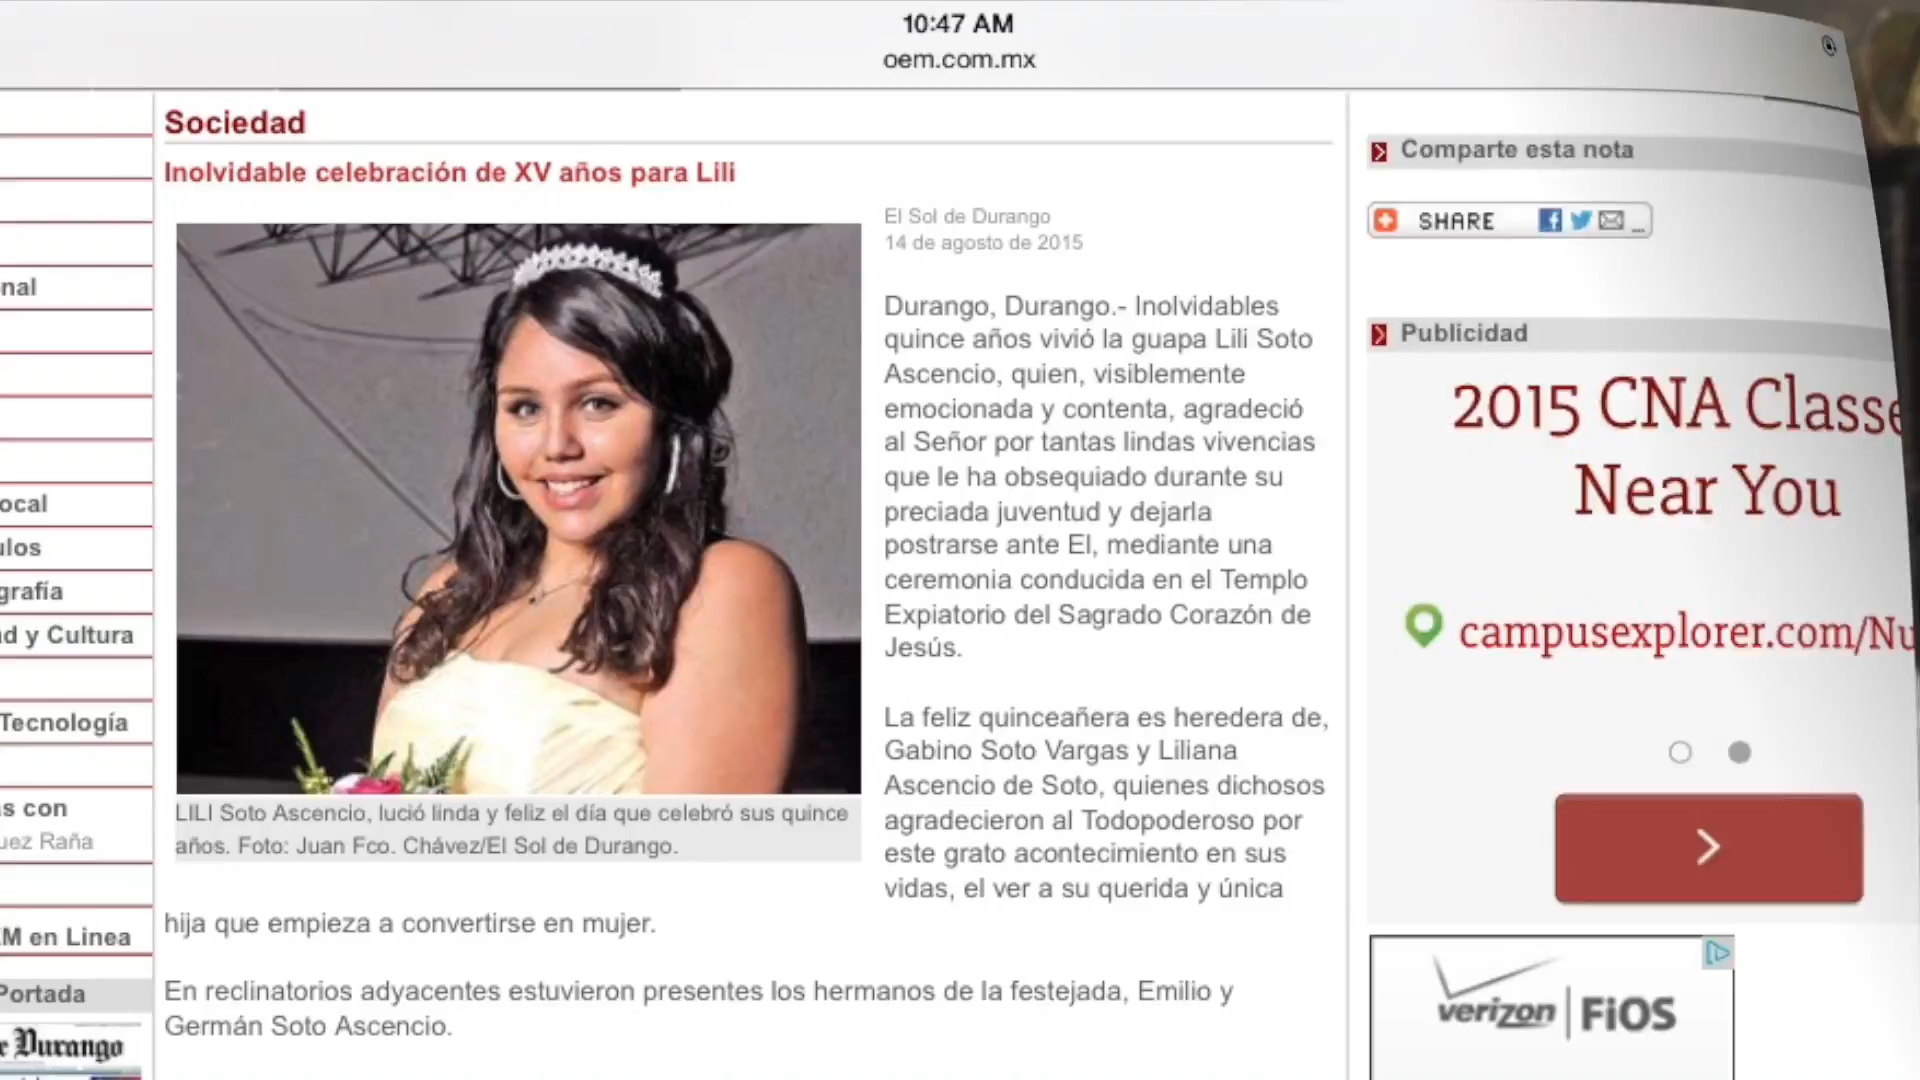 10:47 AM
oem.com.mx
Sociedad
Inolvidable celebración de XV años para Lili
El Sol de Durango
14 de agosto de 2015
Durango, Durango.- Inolvidables
quince años vivió la guapa Lili Soto
Ascencio, quien, visiblemente
emocionada y contenta, agradeció
al Señor por tantas lindas vivencias
que le ha obsequiado durante su
preciada juventud y dejarla
postrarse ante El, mediante una
ceremonia conducida en el Templo
Expiatorio del Sagrado Corazón de
Jesús.
La feliz quinceañera es heredera de,
Gabino Soto Vargas y Liliana
Ascencio de Soto, quienes dichosos
agradecieron al Todopoderoso por
este grato acontecimiento en sus
vidas, el ver a su querida y única
hija que empieza a convertirse en mujer.
En reclinatorios adyacentes estuvieron presentes los hermanos de la festejada, Emilio y
Germán Soto Ascencio.
LILI Soto Ascencio, lució linda y feliz el día que celebró sus quince
años. Foto: Juan Fco. Chávez/El Sol de Durango.
nal
ocal
ulos
grafía
d y Cultura
Tecnología
s con
uez Raña
M en Linea
Portada
e Durango
Comparte esta nota
SHARE
Publicidad
2015 CNA Classe
Near You
campusexplorer.com/Nu
verizon FiOS